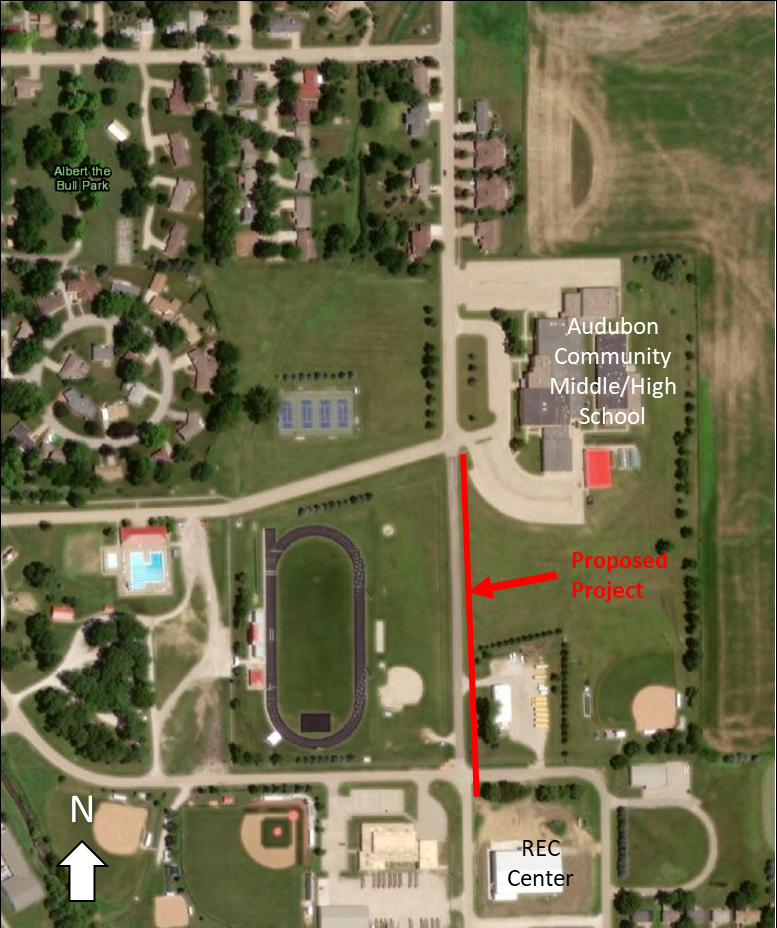 Albert the
Bull Park
Audubon
Community
Middle/High
School
Proposed
Project
N
REC
Center